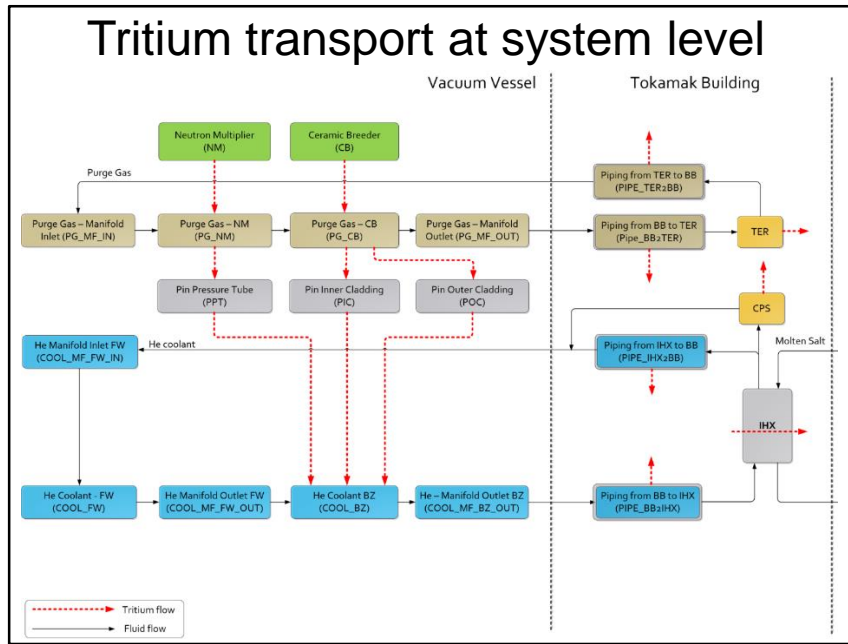 Tritium transport at system level
Vacuum Vessel
Tokamak Building
Neutron Multiplier
(NM)
Ceramic Breeder
(CB)
Purge Gas
Piping from TER to BB
(PIPE_TER2BB)
Purge Gas – Manifold
Inlet (PG_MF_IN)
Purge Gas – NM
(PG_NM)
Purge Gas – CB
(PG_CB)
Purge Gas – Manifold
Outlet (PG_MF_OUT)
Piping from BB to TER
(Pipe_BB2TER)
TER
Pin Pressure Tube
(PPT)
Pin Inner Cladding
(PIC)
Pin Outer Cladding
(POC)
CPS
He Manifold Inlet FW
(COOL_MF_FW_IN)
He coolant
Piping from IHX to BB
(PIPE_IHX2BB)
Molten Salt
IHX
He Coolant - FW
(COOL_FW)
He Manifold Outlet FW
(COOL_MF_FW_OUT)
He Coolant BZ
(COOL_BZ)
He – Manifold Outlet BZ
(COOL_MF_BZ_OUT)
Piping from BB to IHX
(PIPE_BB2IHX)
Tritium flow
Fluid flow